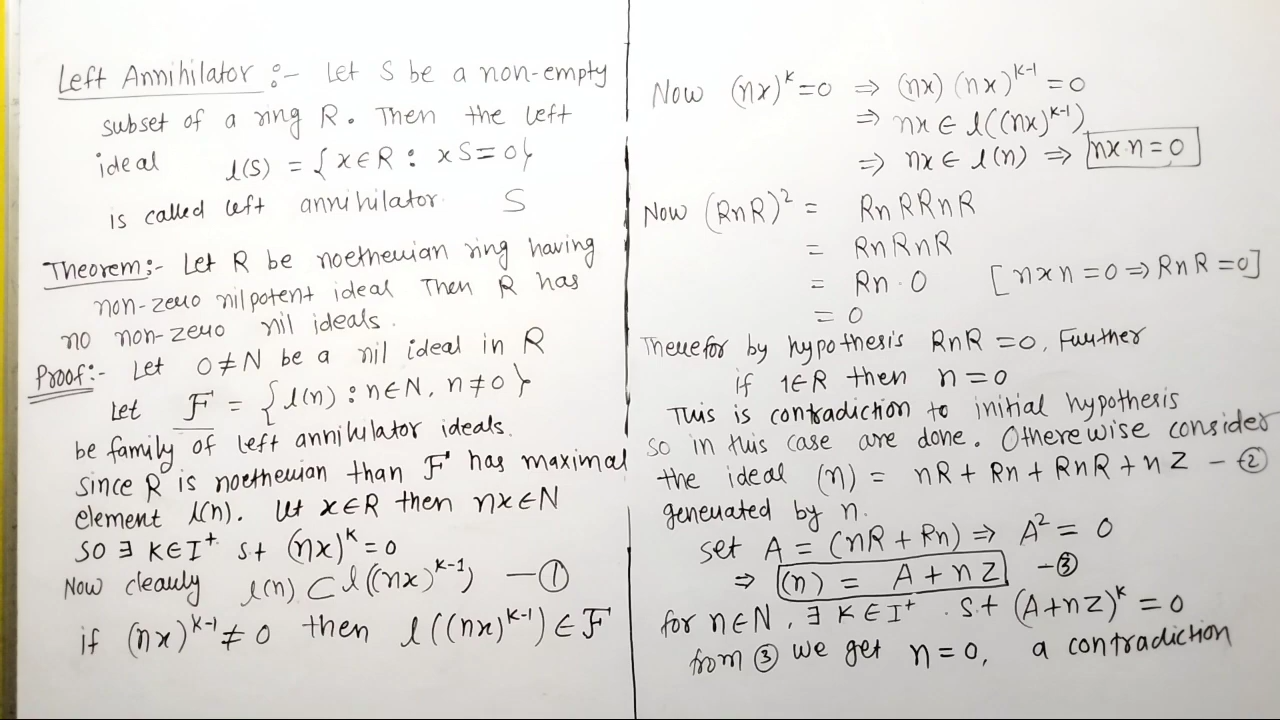 Left Annihilator :- Let S be a non-empty
subset of a ring R. Then the left
ideal l(S) = {x∈R : xS=0}
is called left annihilator S
Theorem:- Let R be noetherian ring having
non-zero nilpotent ideal Then R has
no non-zero nil ideals.
Proof:- Let 0≠N be a nil ideal in R
Let F = {l(n) : n∈N, n≠0}
be family of left annihilator ideals.
since R is noetherian than F has maximal
element l(n). Let x∈R then nx∈N
so ∃ K∈I⁺ s.t (nx)^k=0
Now clearly l(n) ⊂ l((nx)^{k-1}) —①
if (nx)^{k-1} ≠ 0 then l((nx)^{k-1}) ∈ F
Now (nx)^k=0 ⇒ (nx)(nx)^{k-1}=0
⇒ nx∈ l((nx)^{k-1})
⇒ nx∈ l(n) ⇒ nx·n=0
Now (RnR)² = RnRRnR
= RnRnR
= Rn·0 [nxn=0⇒RnR=0]
= 0
Therefor by hypothesis RnR=0, Further
if 1∈R then n=0
This is contradiction to initial hypothesis
so in this case are done. Otherewise consider
the ideal (n) = nR + Rn + RnR + nZ —②
generated by n.
set A = (nR+Rn) ⇒ A² = 0
⇒ (n) = A+nZ —③
for n∈N, ∃ K∈I⁺ . s.t (A+nZ)^k = 0
from ③ we get n=0, a contradiction